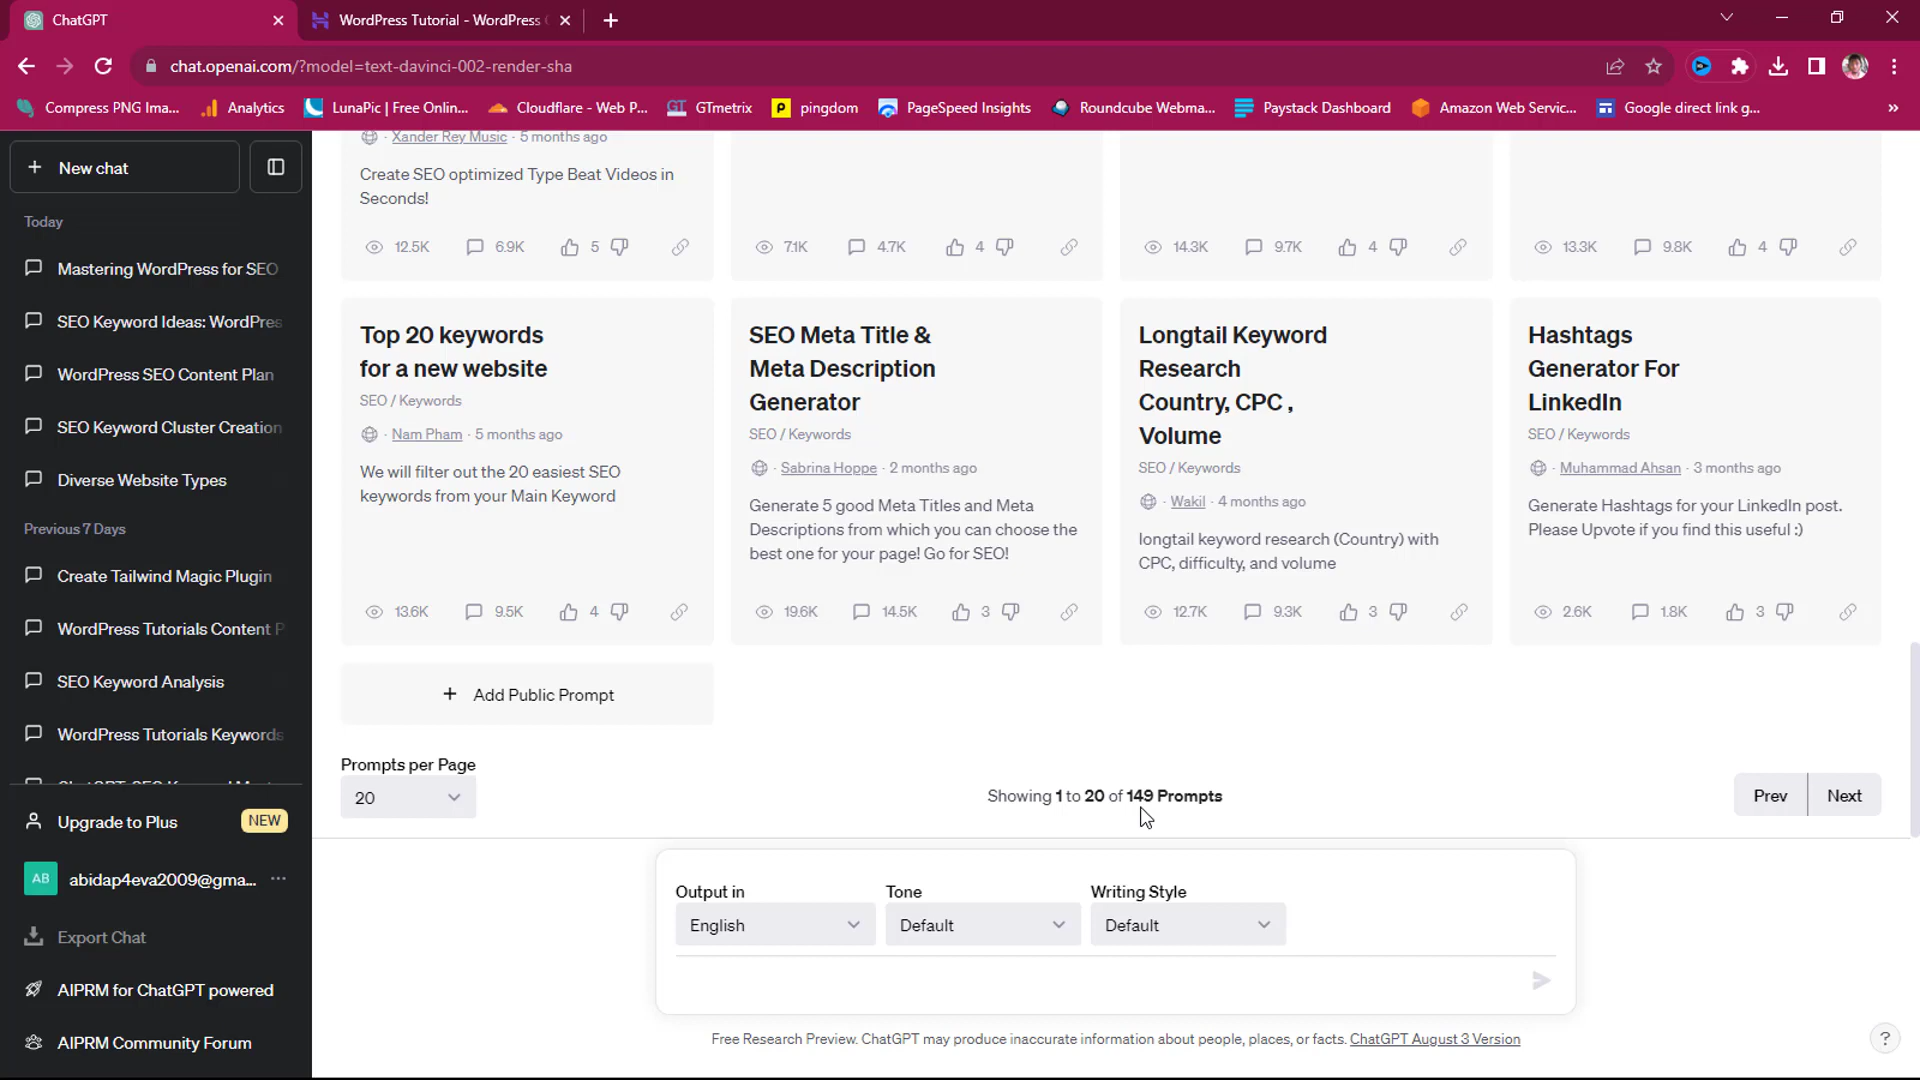 ChatGPT
WordPress Tutorial - WordPress
chat.openai.com/?model=text-davinci-002-render-sha
Compress PNG Ima...
Analytics
LunaPic | Free Onlin...
Cloudflare - Web P...
GTmetrix
pingdom
PageSpeed Insights
Roundcube Webma...
Paystack Dashboard
Amazon Web Servic...
Google direct link g...
+ New chat
Today
Mastering WordPress for SEO
SEO Keyword Ideas: WordPres
WordPress SEO Content Plan
SEO Keyword Cluster Creation
Diverse Website Types
Previous 7 Days
Create Tailwind Magic Plugin
WordPress Tutorials Content P
SEO Keyword Analysis
WordPress Tutorials Keywords
Upgrade to Plus NEW
AB abidap4eva2009@gma... ...
Export Chat
AIPRM for ChatGPT powered
AIPRM Community Forum
· Xander Rey Music · 5 months ago
Create SEO optimized Type Beat Videos in
Seconds!
12.5K 6.9K 5
7.1K 4.7K 4
14.3K 9.7K 4
13.3K 9.8K 4
Top 20 keywords
for a new website
SEO / Keywords
· Nam Pham · 5 months ago
We will filter out the 20 easiest SEO
keywords from your Main Keyword
13.6K 9.5K 4
SEO Meta Title &
Meta Description
Generator
SEO / Keywords
· Sabrina Hoppe · 2 months ago
Generate 5 good Meta Titles and Meta
Descriptions from which you can choose the
best one for your page! Go for SEO!
19.6K 14.5K 3
Longtail Keyword
Research
Country, CPC ,
Volume
SEO / Keywords
· Wakil · 4 months ago
longtail keyword research (Country) with
CPC, difficulty, and volume
12.7K 9.3K 3
Hashtags
Generator For
LinkedIn
SEO / Keywords
· Muhammad Ahsan · 3 months ago
Generate Hashtags for your LinkedIn post.
Please Upvote if you find this useful :)
2.6K 1.8K 3
+ Add Public Prompt
Prompts per Page
20
Showing 1 to 20 of 149 Prompts
Prev Next
Output in Tone Writing Style
English Default Default
Free Research Preview. ChatGPT may produce inaccurate information about people, places, or facts. ChatGPT August 3 Version
?